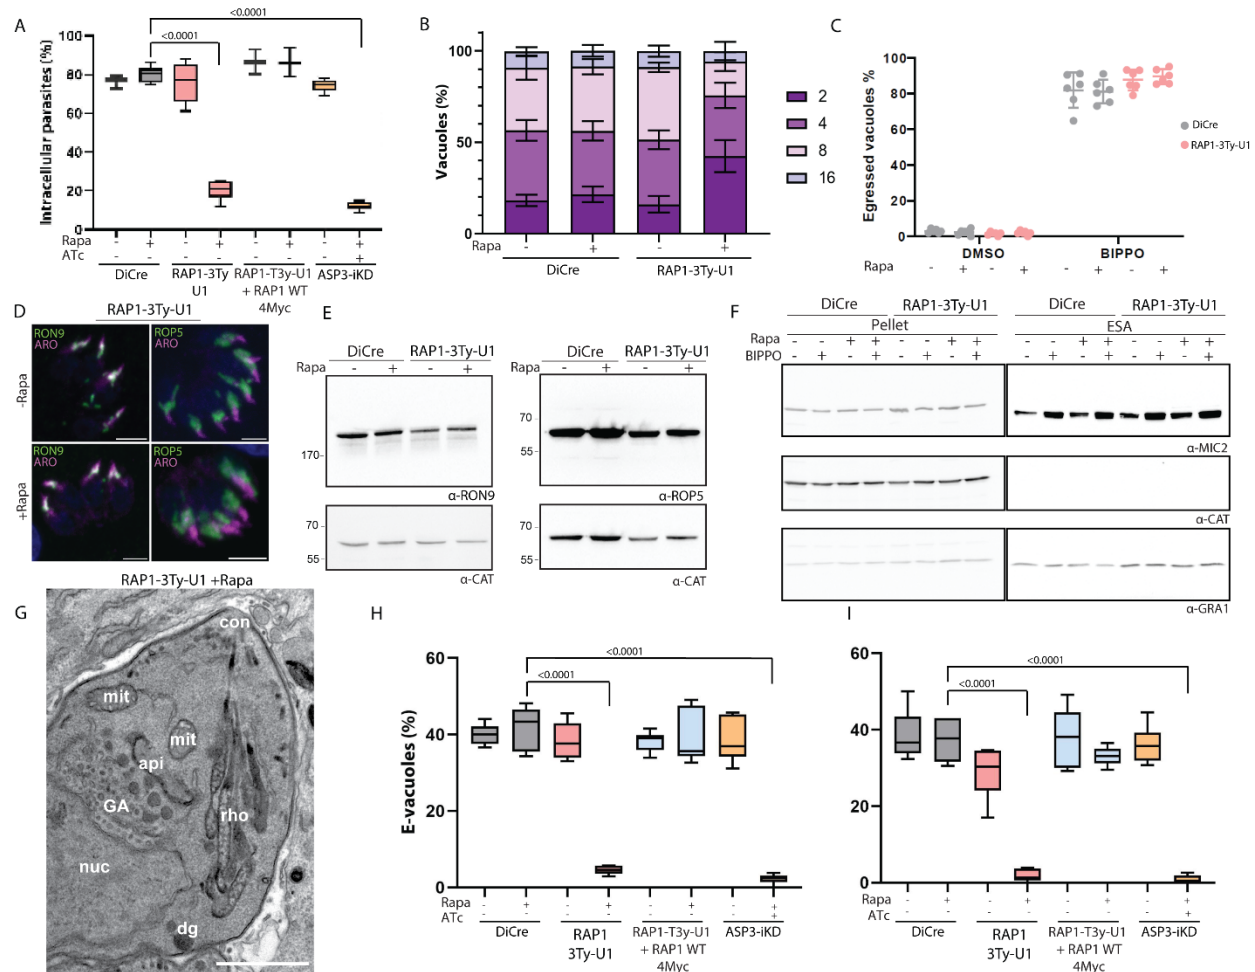 A
<0.0001
<0.0001
Intracellular parasites (%)
100
80
60
40
20
0
Rapa - + - + - - - +
ATc - - - - - - - +
DiCre
RAP1-3Ty
U1
RAP1-T3y-U1
+ RAP1 WT
4Myc
ASP3-iKD
B
Vacuoles (%)
100
50
0
2
4
8
16
Rapa - + - +
DiCre
RAP1-3Ty-U1
C
Egressed vacuoles %
100
80
60
40
20
0
DiCre
RAP1-3Ty-U1
DMSO
BIPPO
Rapa - + - + - + - +
D
RAP1-3Ty-U1
RON9
ARO
ROP5
ARO
-Rapa
RON9
ARO
ROP5
ARO
+Rapa
E
DiCre RAP1-3Ty-U1
Rapa - + - +
170-
α-RON9
70
55
α-CAT
DiCre RAP1-3Ty-U1
Rapa - + - +
70
55
α-ROP5
70
55
α-CAT
F
DiCre RAP1-3Ty-U1
Pellet
DiCre RAP1-3Ty-U1
ESA
Rapa - - + + - - + + - - + + - - + +
BIPPO - + - + - + - + - + - + - + - +
α-MIC2
α-CAT
α-GRA1
RAP1-3Ty-U1 +Rapa
G
con
mit
mit
api
GA
rho
nuc
dg
H
<0.0001
<0.0001
E-vacuoles (%)
60
40
20
0
Rapa - + - + - + - +
ATc - - - - - - - +
DiCre
RAP1
3Ty-U1
RAP1-T3y-U1
+ RAP1 WT
4Myc
ASP3-iKD
I
<0.0001
<0.0001
60
40
20
0
Rapa - + - + - + - +
ATc - - - - - - - +
DiCre
RAP1
3Ty-U1
RAP1-T3y-U1
+ RAP1 WT
4Myc
ASP3-iKD